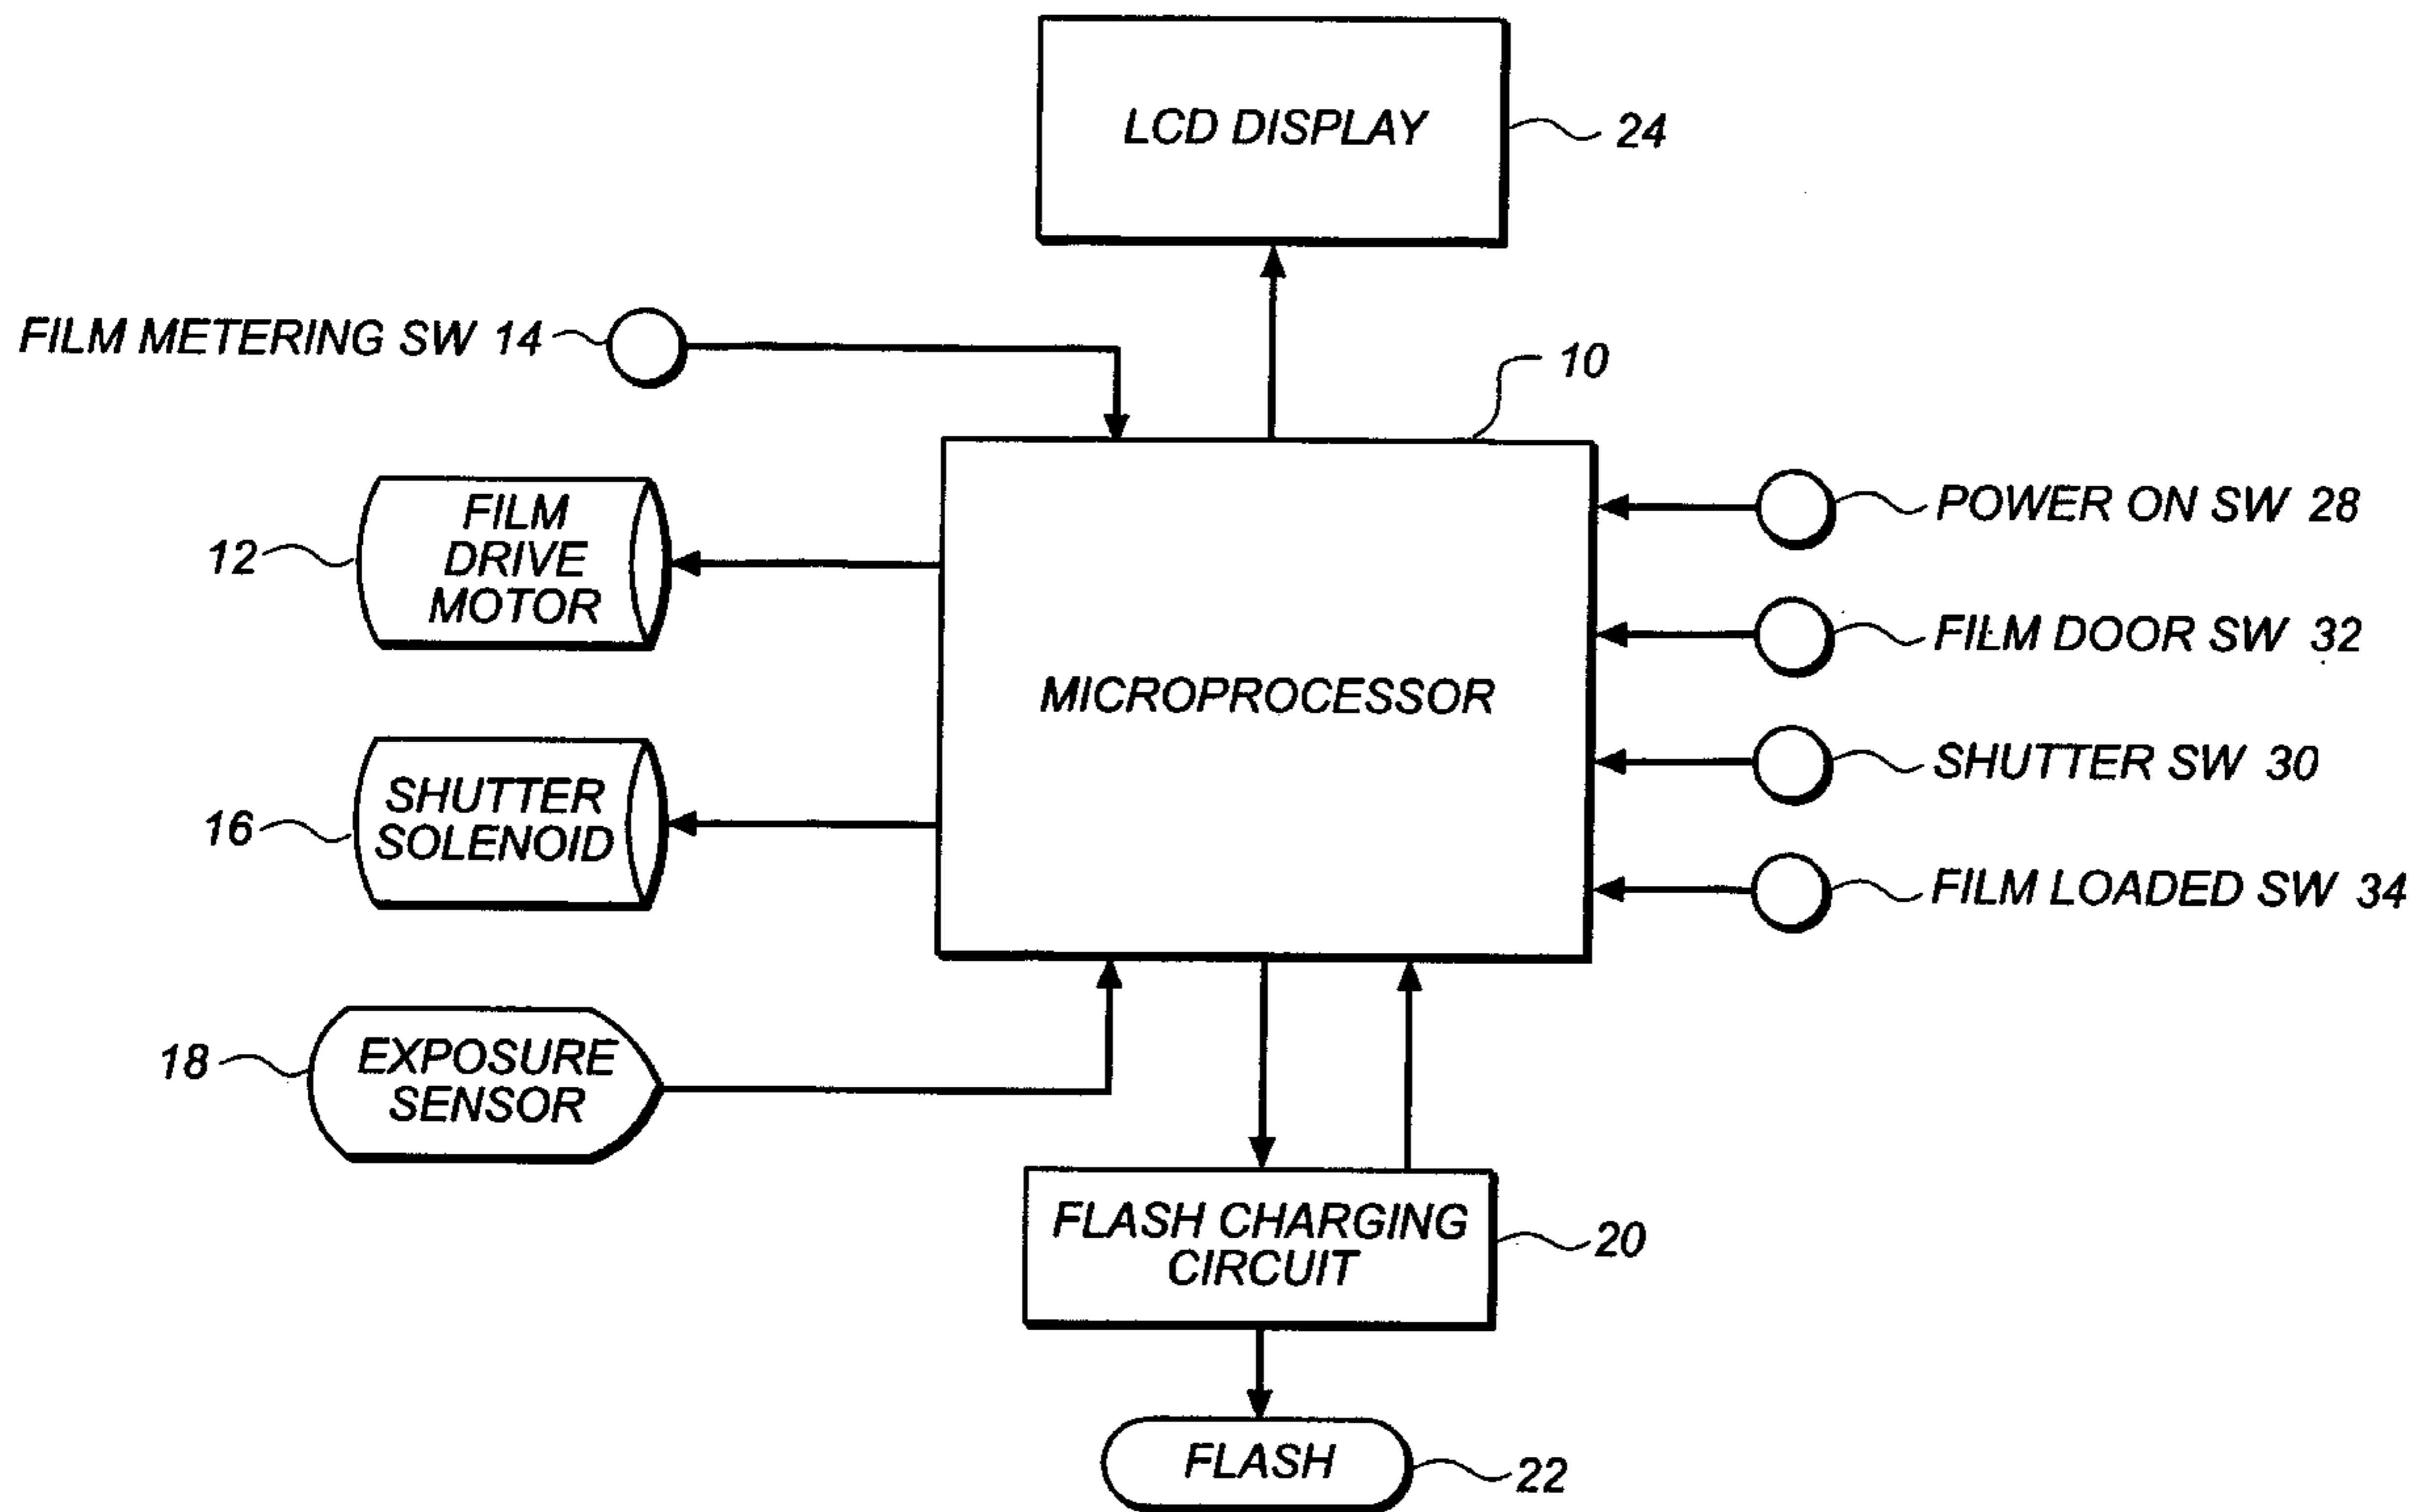 LCD DISPLAY
24
FILM METERING SW 14
10
FILM
DRIVE
MOTOR
12
POWER ON SW 28
FILM DOOR SW 32
MICROPROCESSOR
SHUTTER
SOLENOID
16
SHUTTER SW 30
FILM LOADED SW 34
EXPOSURE
SENSOR
18
FLASH CHARGING
CIRCUIT
20
FLASH
22